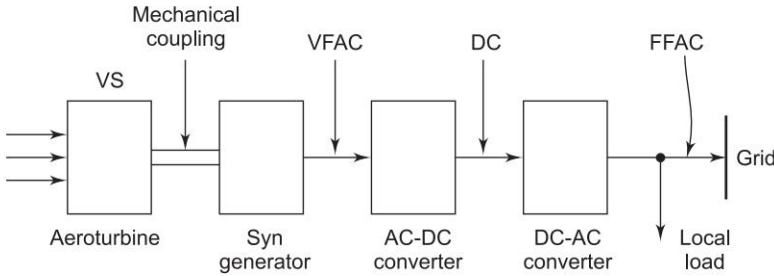 Mechanical
coupling
VFAC
DC
FFAC
VS
Grid
Aeroturbine
Syn
generator
AC-DC
converter
DC-AC
converter
Local
load